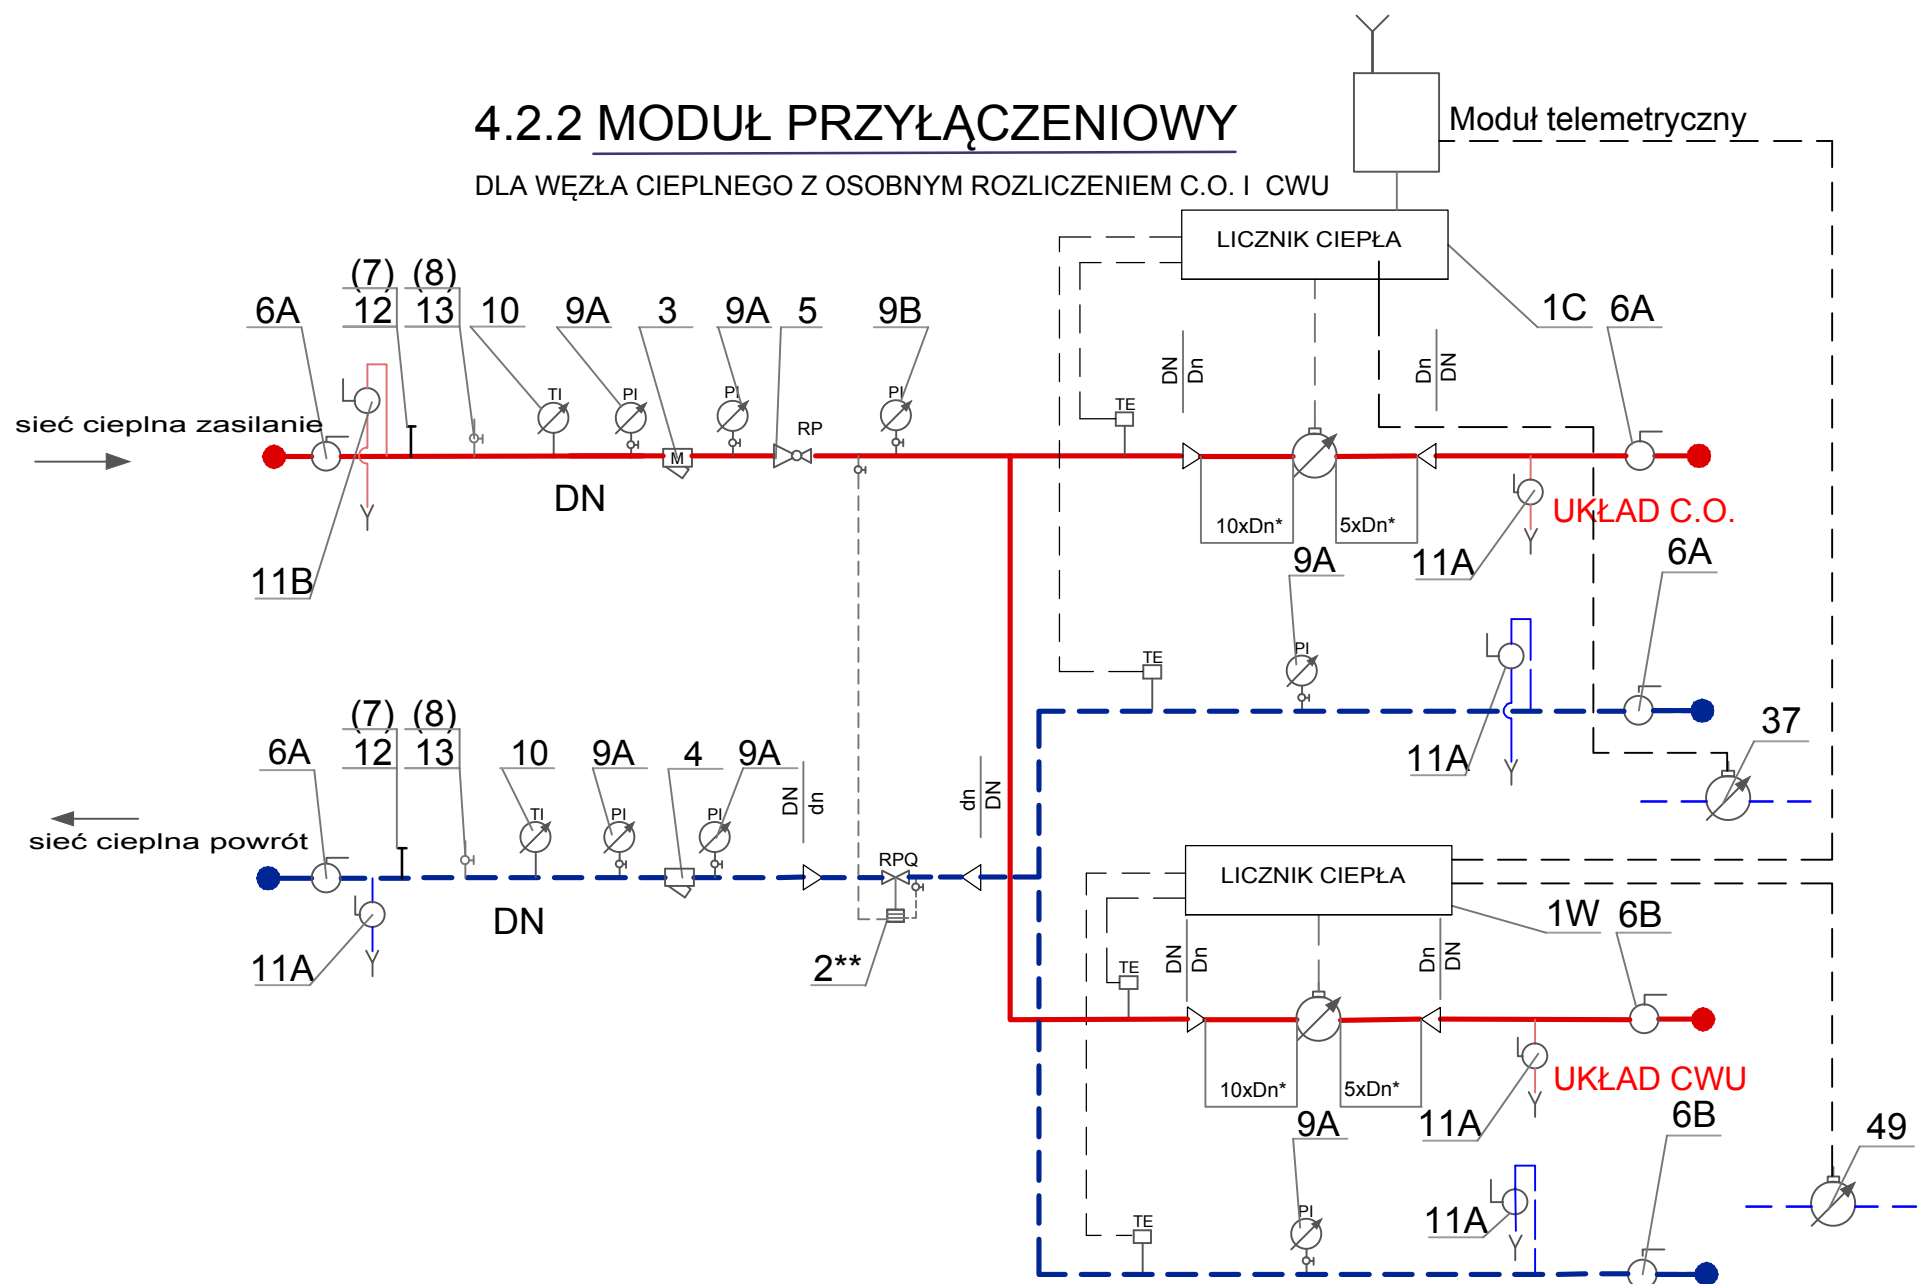 4.2.2 MODUŁ PRZYŁĄCZENIOWY
Moduł telemetryczny
DLA WĘZŁA CIEPLNEGO Z OSOBNYM ROZLICZENIEM C.O. I CWU
LICZNIK CIEPŁA
(7) (8)
6A 12 13 10 9A 3 9A 5 9B 1C 6A
DN Dn
Dn DN
TI PI PI PI TE
sieć cieplna zasilanie
RP
M
DN
10xDn* 5xDn*
UKŁAD C.O.
11B 9A 11A 6A
PI
TE
(7) (8)
6A 12 13 10 9A 4 9A
11A 37
DN dn
dn DN
TI PI PI
sieć cieplna powrót
RPQ
LICZNIK CIEPŁA
DN
1W 6B
DN Dn
Dn DN
11A 2**
TE
10xDn* 5xDn*
UKŁAD CWU
9A 11A 6B 49
11A
TE PI